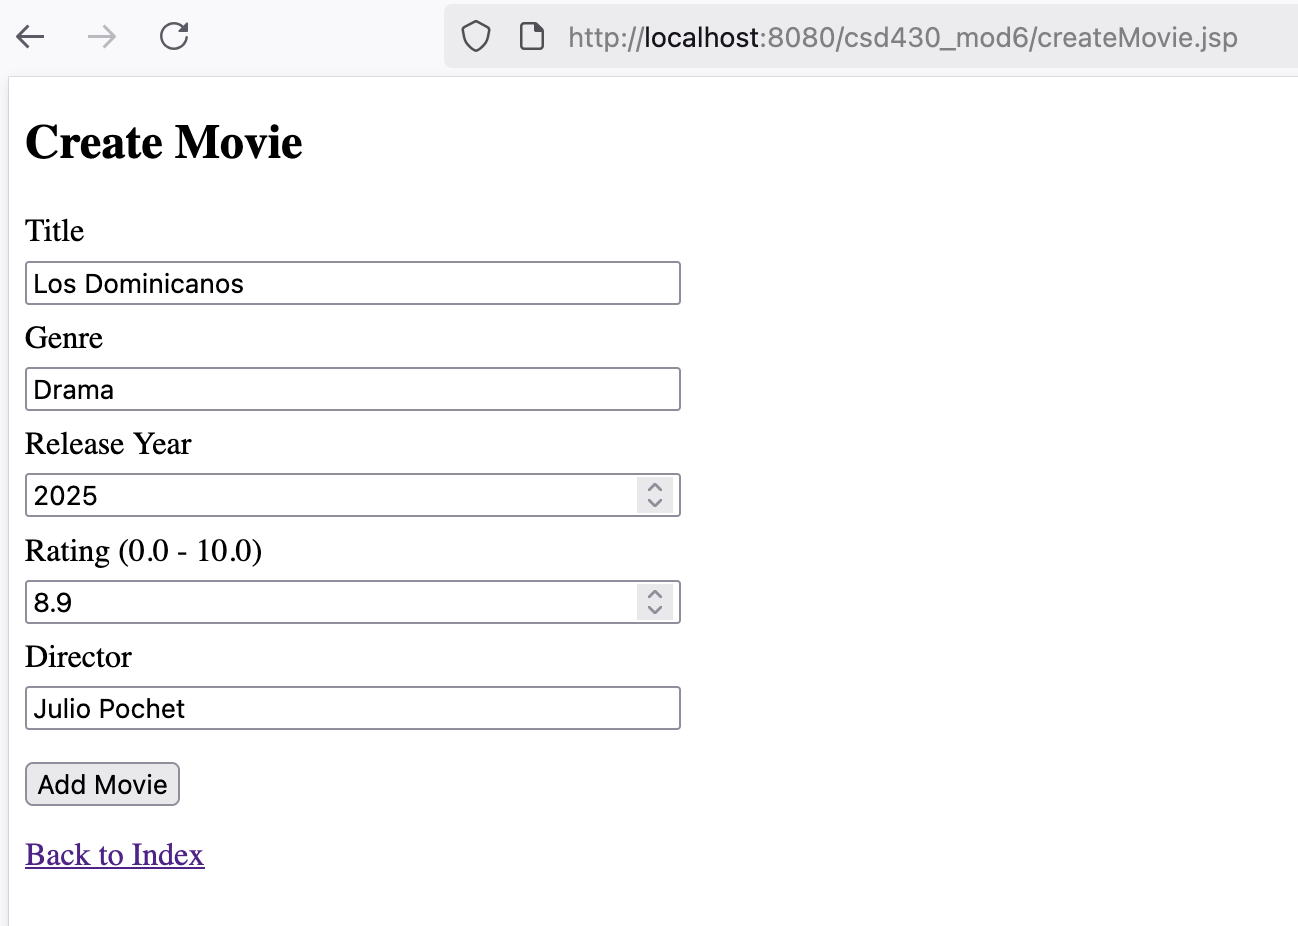 http://localhost:8080/csd430_mod6/createMovie.jsp
Create Movie
Title
Los Dominicanos
Genre
Drama
Release Year
2025
Rating (0.0 - 10.0)
8.9
Director
Julio Pochet
Add Movie
Back to Index